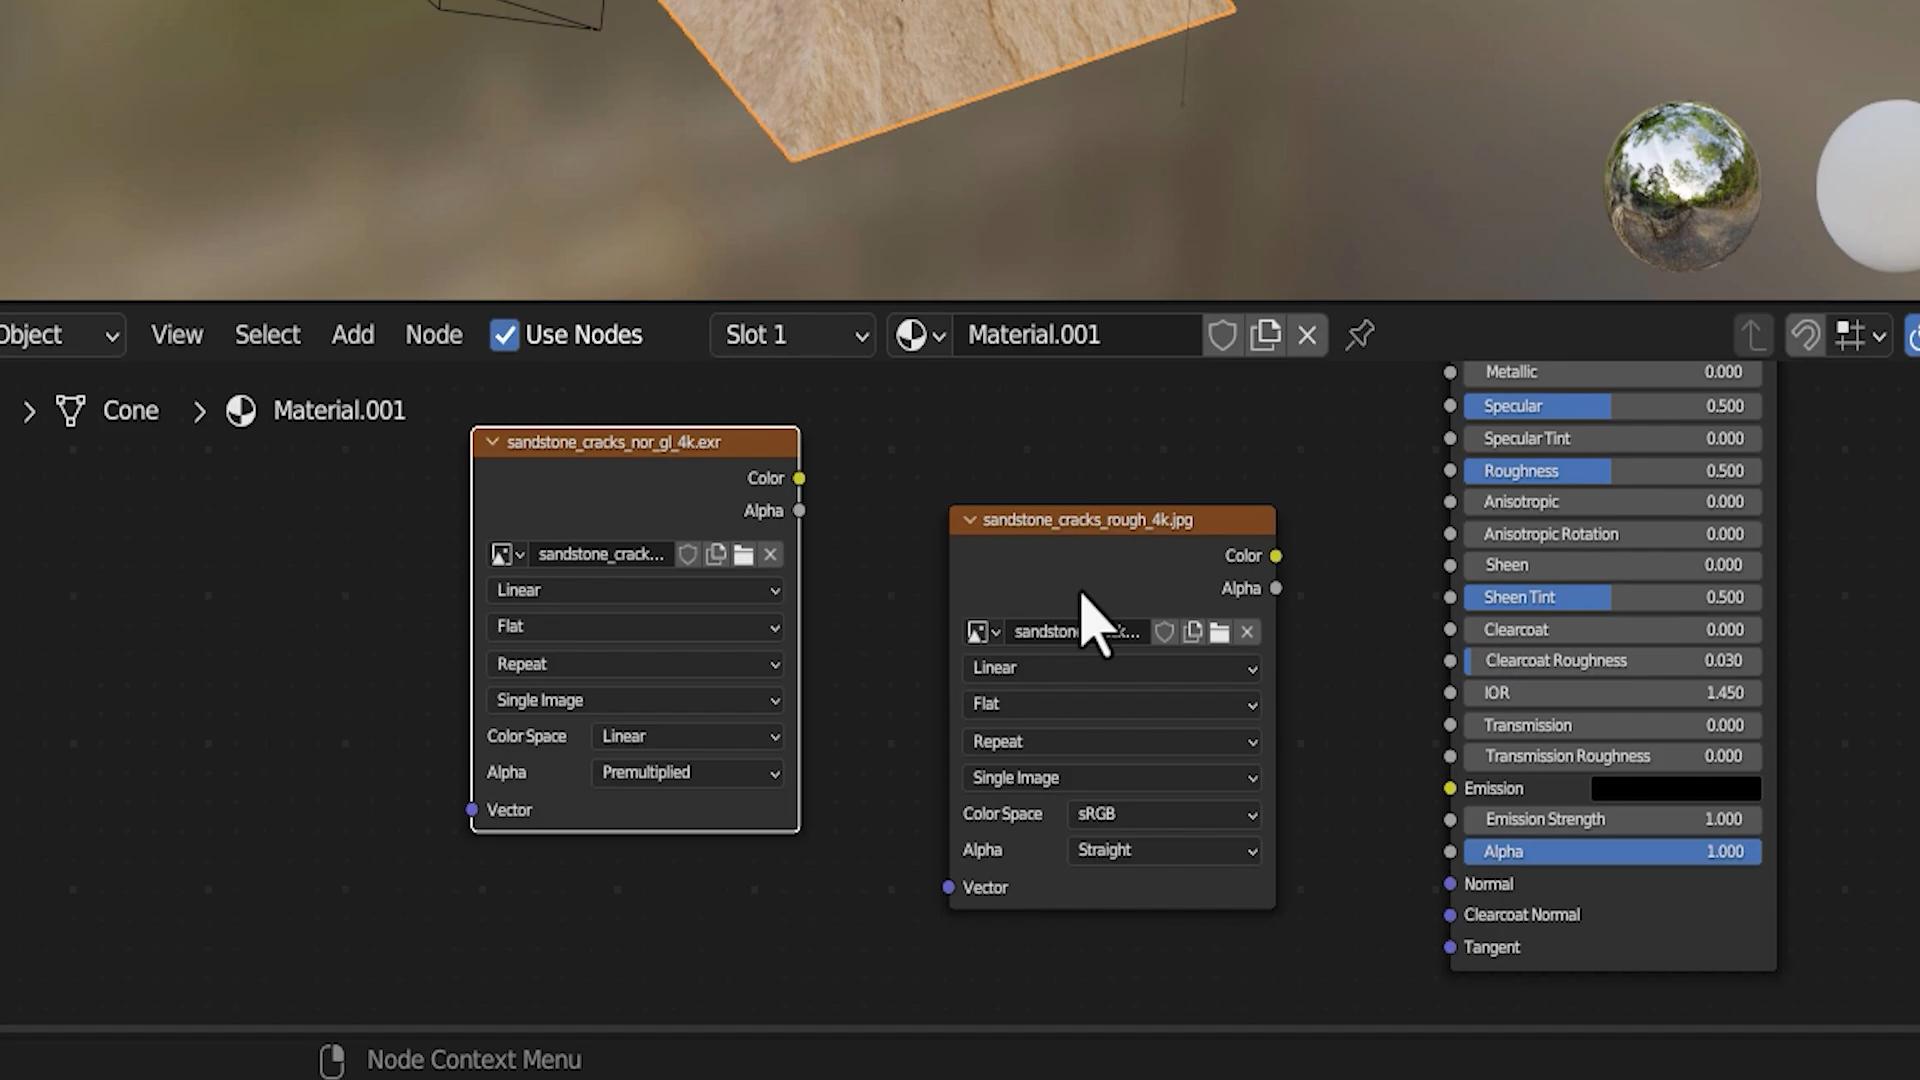 Object View Select Add Node Use Nodes Slot 1 Material.001
Cone Material.001
sandstone_cracks_nor_gl_4k.exr
Color
Alpha
sandstone_crack...
Linear
Flat
Repeat
Single Image
Color Space Linear
Alpha Premultiplied
Vector
sandstone_cracks_rough_4k.jpg
Color
Alpha
Linear
Flat
Repeat
Single Image
Color Space sRGB
Alpha Straight
Vector
Metallic 0.000
Specular 0.500
Specular Tint 0.000
Roughness 0.500
Anisotropic 0.000
Anisotropic Rotation 0.000
Sheen 0.000
Sheen Tint 0.500
Clearcoat 0.000
Clearcoat Roughness 0.030
IOR 1.450
Transmission 0.000
Transmission Roughness 0.000
Emission
Emission Strength 1.000
Alpha 1.000
Normal
Clearcoat Normal
Tangent
Node Context Menu